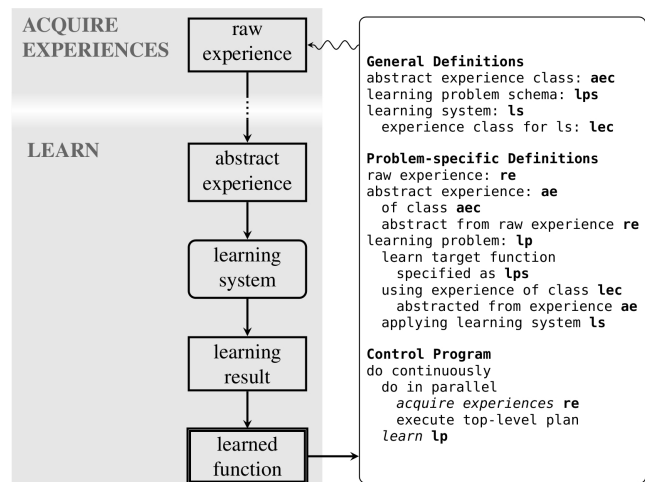 ACQUIRE
EXPERIENCES
raw
experience
LEARN
abstract
experience
learning
system
learning
result
learned
function
General Definitions
abstract experience class: aec
learning problem schema: lps
learning system: ls
experience class for ls: lec
Problem-specific Definitions
raw experience: re
abstract experience: ae
of class aec
abstract from raw experience re
learning problem: lp
learn target function
specified as lps
using experience of class lec
abstracted from experience ae
applying learning system ls
Control Program
do continuously
do in parallel
acquire experiences re
execute top-level plan
learn lp